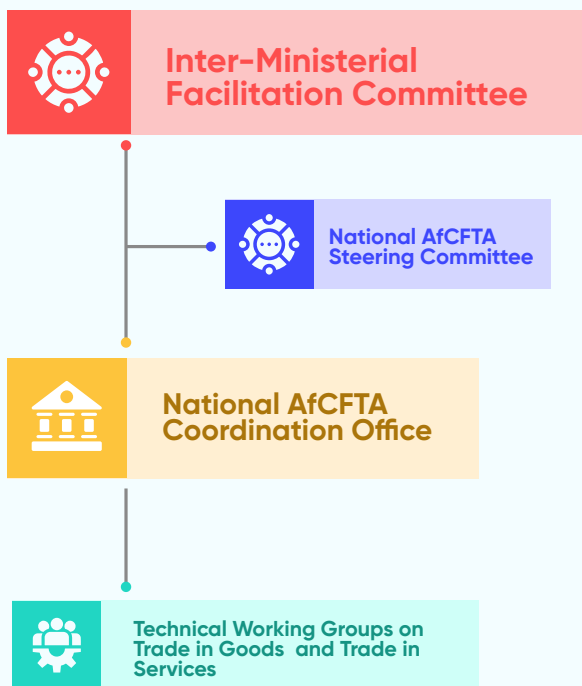 Inter-Ministerial
Facilitation Committee
National AfCFTA
Steering Committee
National AfCFTA
Coordination Office
Technical Working Groups on
Trade in Goods  and Trade in
Services